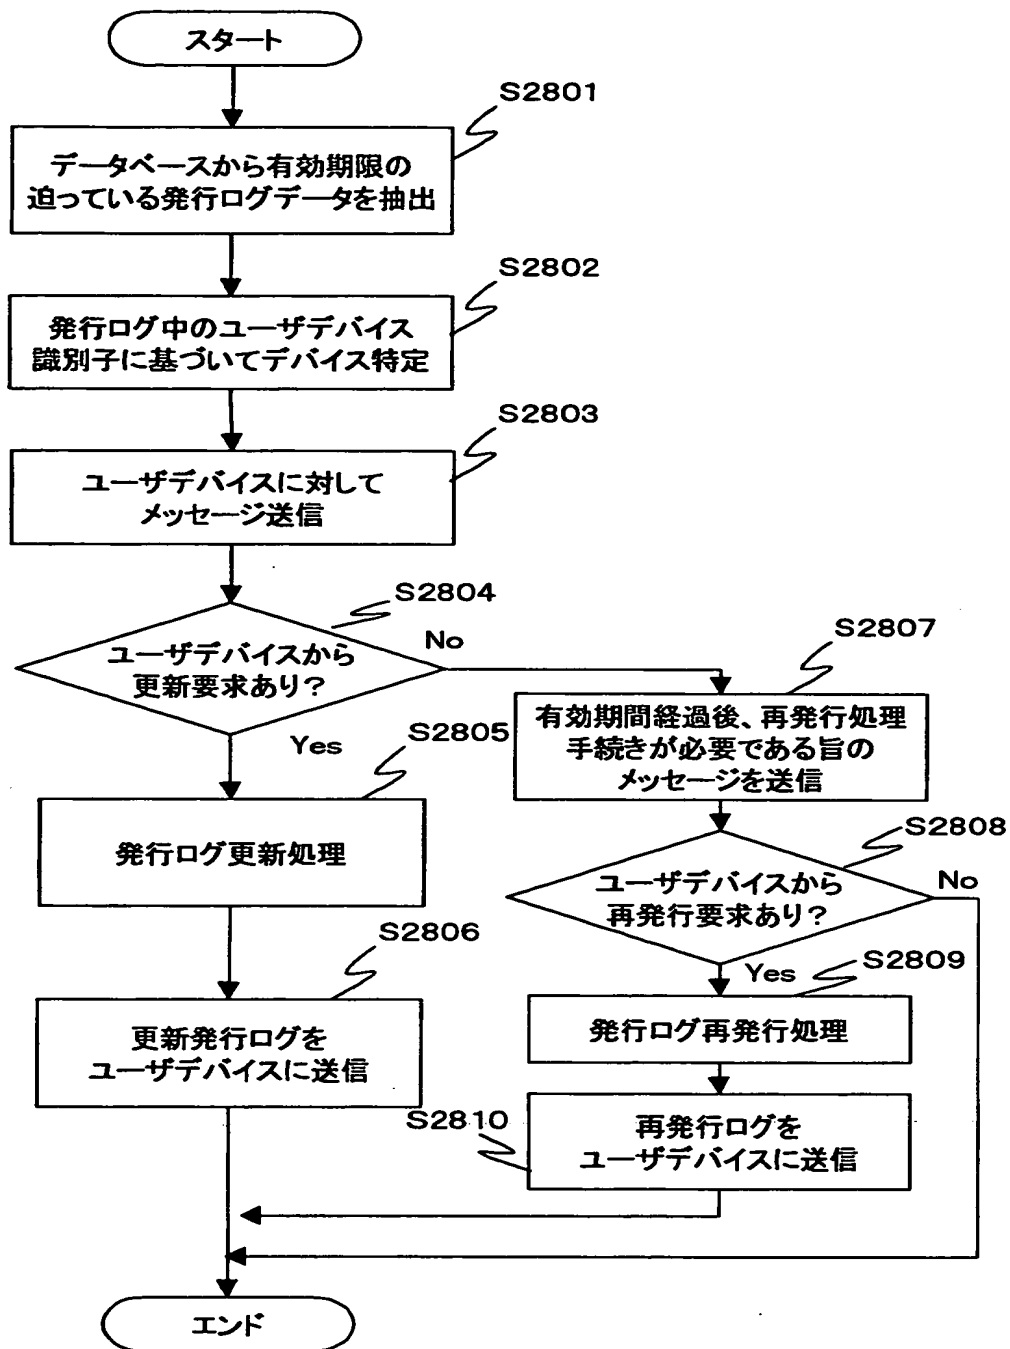 スタート
S2801
データベースから有効期限の
迫っている発行ログデータを抽出
S2802
発行ログ中のユーザデバイス
識別子に基づいてデバイス特定
S2803
ユーザデバイスに対して
メッセージ送信
S2804
ユーザデバイスから
更新要求あり?
No
Yes
S2805
発行ログ更新処理
S2806
更新発行ログを
ユーザデバイスに送信
S2807
有効期間経過後、再発行処理
手続きが必要である旨の
メッセージを送信
S2808
ユーザデバイスから
再発行要求あり?
No
Yes
S2809
発行ログ再発行処理
S2810
再発行ログを
ユーザデバイスに送信
エンド